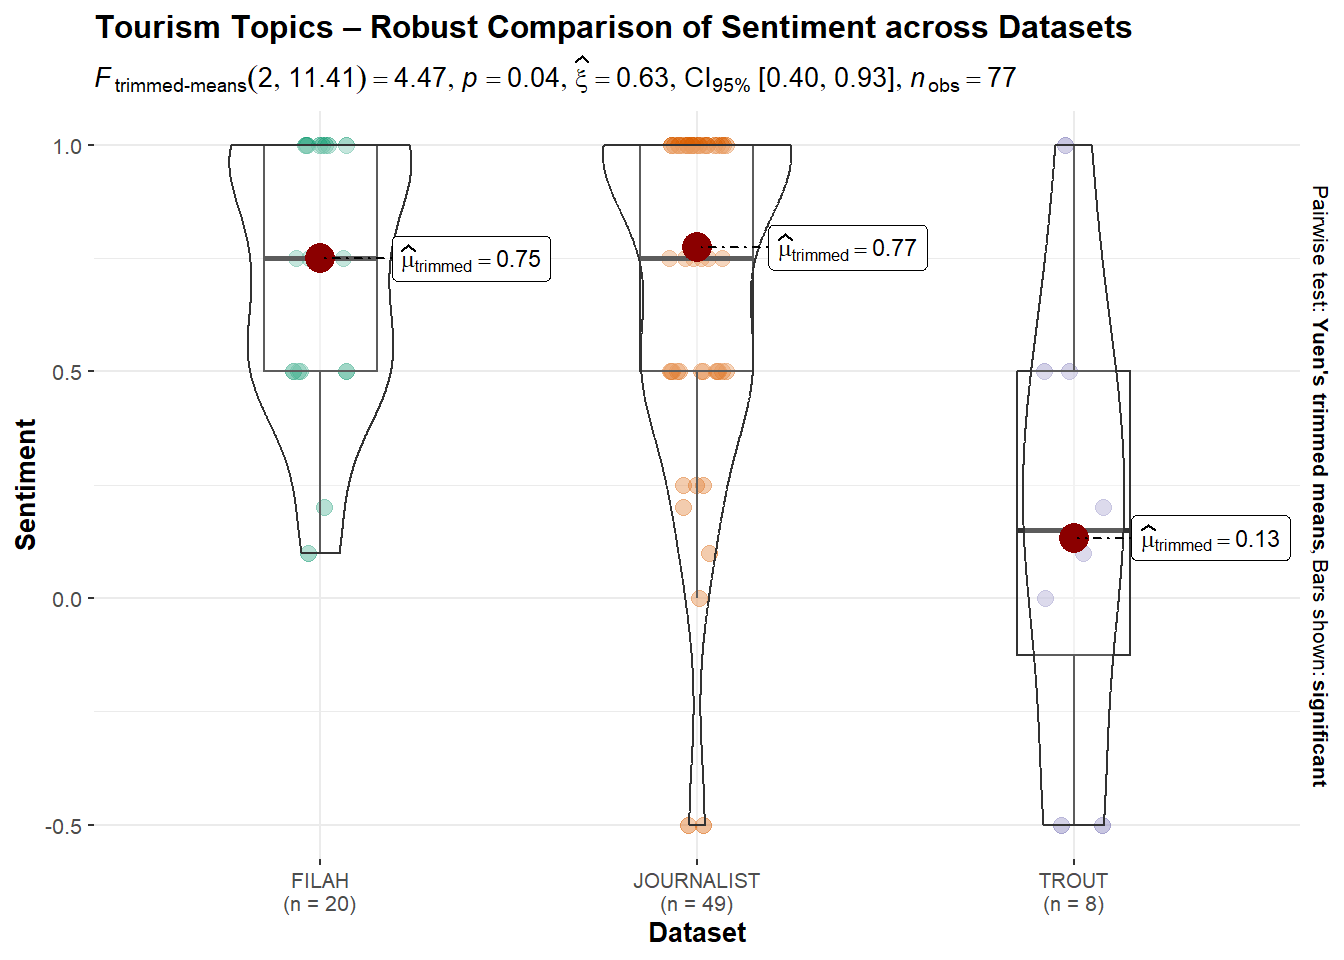 Tourism Topics – Robust Comparison of Sentiment across Datasets
F trimmed-means(2, 11.41) = 4.47, p = 0.04, ξ̂ = 0.63, CI95% [0.40, 0.93], nobs = 77
1.0
0.5
0.0
-0.5
Sentiment
μ̂trimmed = 0.75
μ̂trimmed = 0.77
μ̂trimmed = 0.13
Pairwise test: Yuen's trimmed means, Bars shown: significant
FILAH
(n = 20)
JOURNALIST
(n = 49)
TROUT
(n = 8)
Dataset